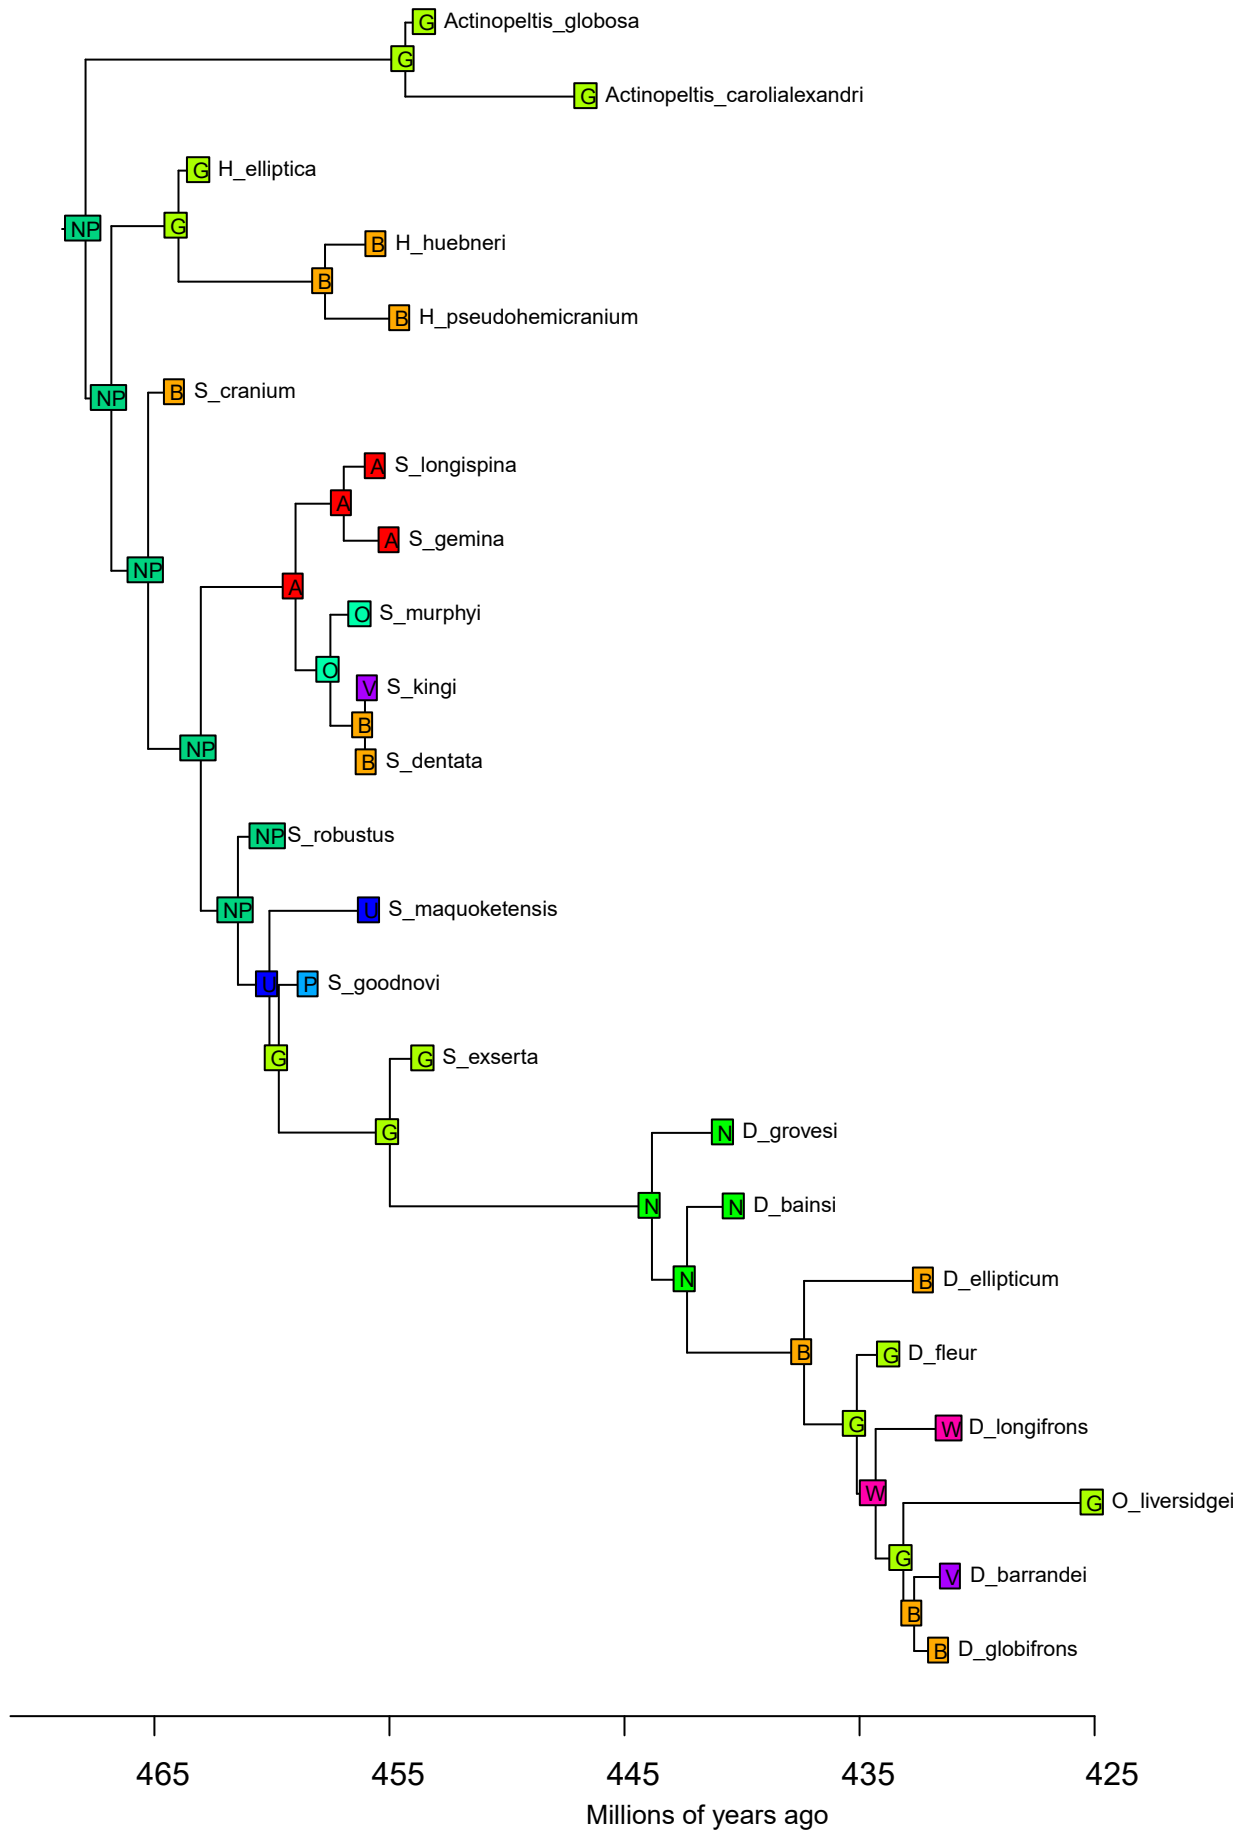 G Actinopeltis_globosa
G
G Actinopeltis_carolialexandri
G H_elliptica
NP
G
B H_huebneri
B
B H_pseudohemicranium
B S_cranium
NP
A S_longispina
A
A S_gemina
NP
A
O S_murphyi
O
V S_kingi
B
NP
B S_dentata
NP S_robustus
NP
U S_maquoketensis
U
P S_goodnovi
G
G S_exserta
G
N D_grovesi
N
N D_bainsi
N
B D_ellipticum
B
G D_fleur
G
W D_longifrons
W
G O_liversidgei
G
V D_barrandei
B
B D_globifrons
465 455 445 435 425
Millions of years ago